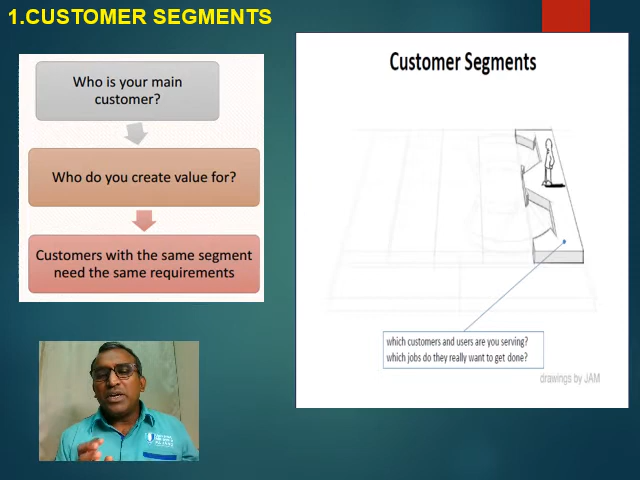 1.CUSTOMER SEGMENTS
Who is your main
customer?
Who do you create value for?
Customers with the same segment
need the same requirements
Customer Segments
which customers and users are you serving?
which jobs do they really want to get done?
drawings by JAM